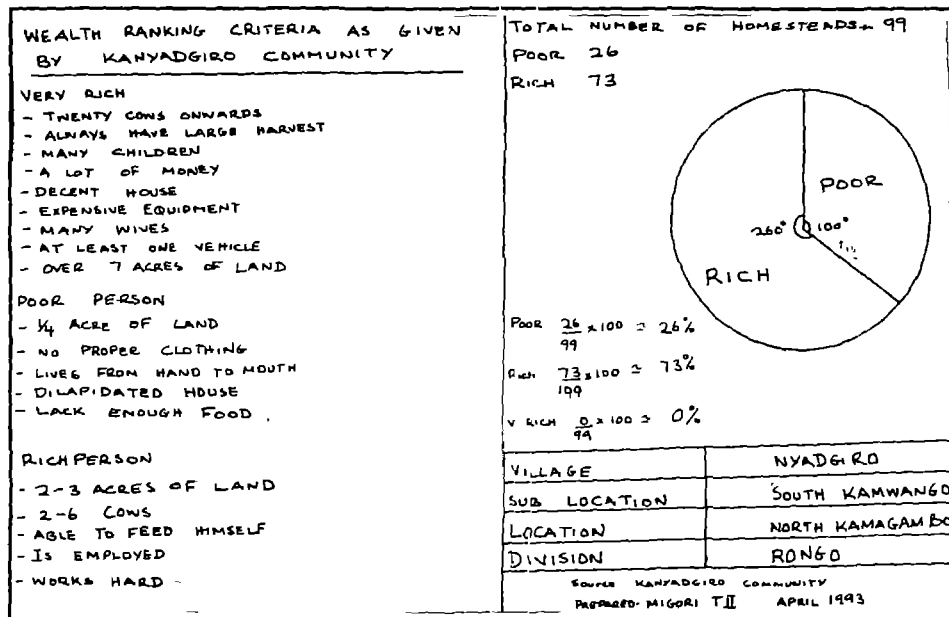 WEALTH RANKING CRITERIA AS GIVEN
BY KANYADGIRO COMMUNITY
VERY RICH
- TWENTY COWS ONWARDS
- ALWAYS HAVE LARGE HARVEST
- MANY CHILDREN
- A LOT OF MONEY
- DECENT HOUSE
- EXPENSIVE EQUIPMENT
- MANY WIVES
- AT LEAST ONE VEHICLE
- OVER 7 ACRES OF LAND
POOR PERSON
- ¼ ACRE OF LAND
- NO PROPER CLOTHING
- LIVES FROM HAND TO MOUTH
- DILAPIDATED HOUSE
- LACK ENOUGH FOOD.
RICH PERSON
- 2-3 ACRES OF LAND
- 2-6 COWS
- ABLE TO FEED HIMSELF
- IS EMPLOYED
- WORKS HARD -
TOTAL NUMBER OF HOMESTEADS - 99
POOR 26
RICH 73
POOR
260° 100°
RICH
POOR 26/99 x 100 = 26%
RICH 73/199 x 100 = 73%
V RICH 0/99 x 100 = 0%
VILLAGE NYADGIRO
SUB LOCATION SOUTH KAMWANGO
LOCATION NORTH KAMAGAMBO
DIVISION RONGO
SOURCE KANYADGIRO COMMUNITY
PREPARED- MIGORI T II APRIL 1993